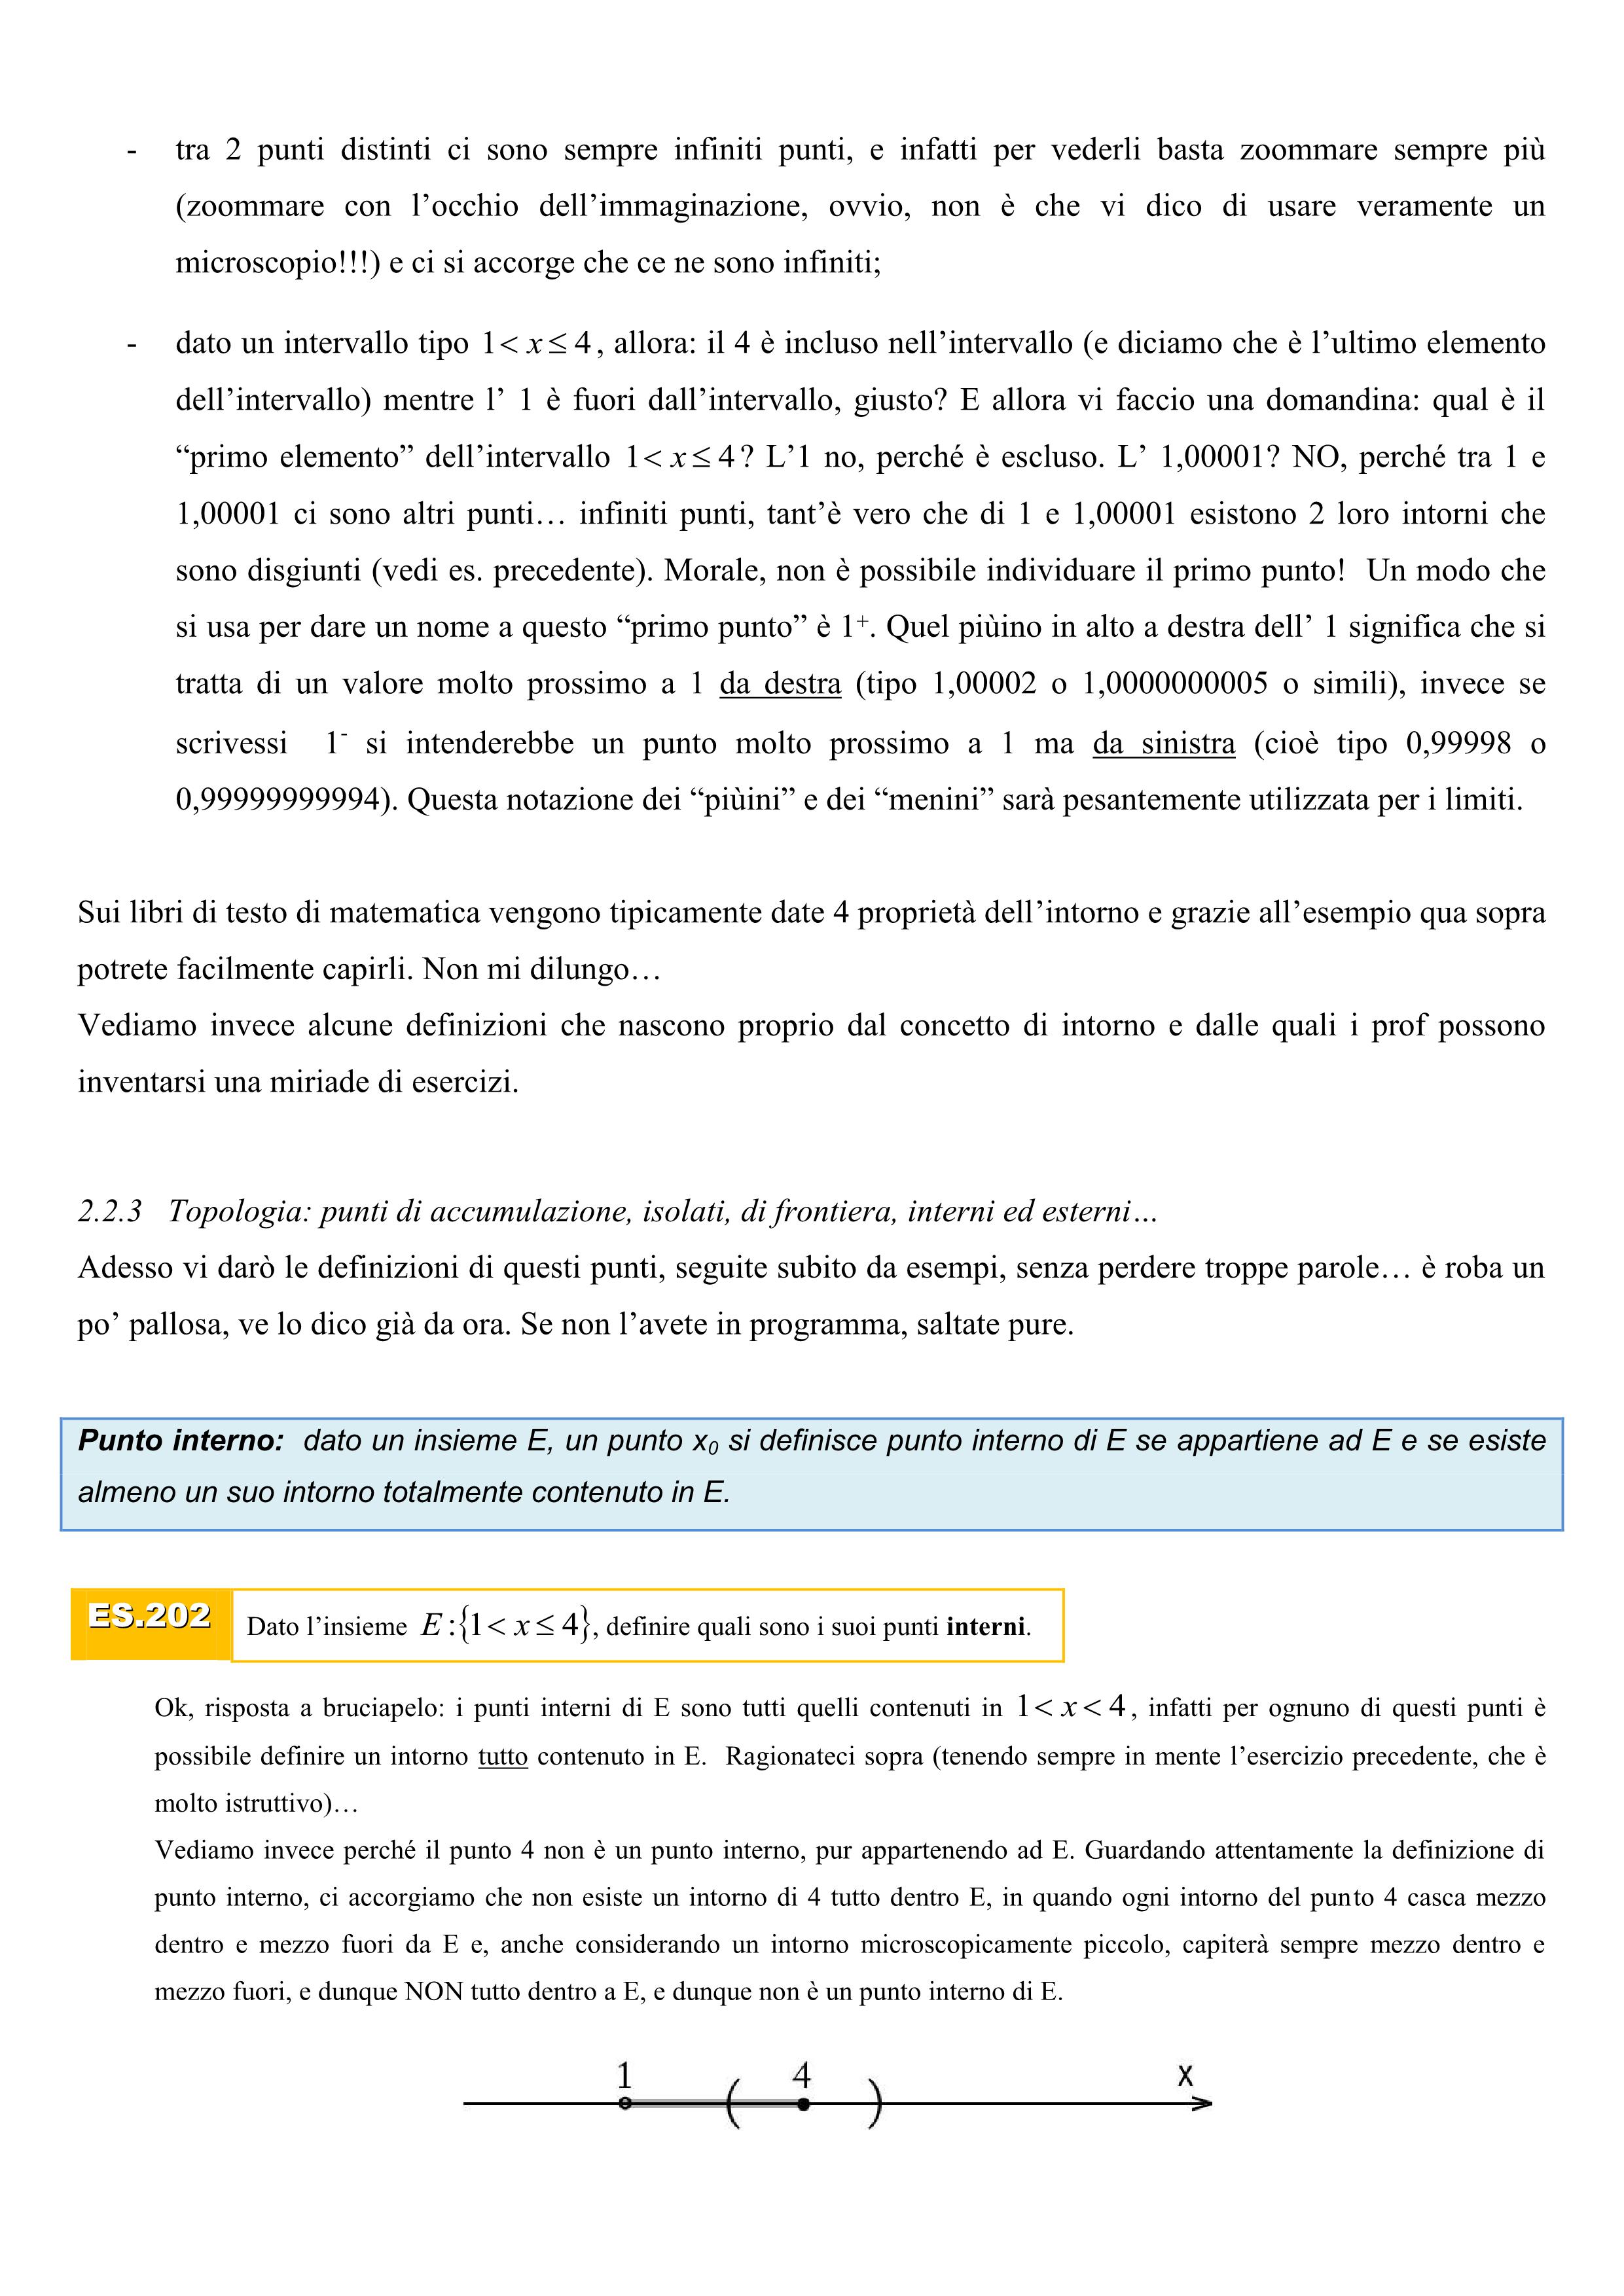 - tra 2 punti distinti ci sono sempre infiniti punti, e infatti per vederli basta zoommare sempre più
(zoommare con l’occhio dell’immaginazione, ovvio, non è che vi dico di usare veramente un
microscopio!!!) e ci si accorge che ce ne sono infiniti;
- dato un intervallo tipo 1 < x ≤ 4, allora: il 4 è incluso nell’intervallo (e diciamo che è l’ultimo elemento
dell’intervallo) mentre l’ 1 è fuori dall’intervallo, giusto? E allora vi faccio una domandina: qual è il
“primo elemento” dell’intervallo 1 < x ≤ 4? L’1 no, perché è escluso. L’ 1,00001? NO, perché tra 1 e
1,00001 ci sono altri punti… infiniti punti, tant’è vero che di 1 e 1,00001 esistono 2 loro intorni che
sono disgiunti (vedi es. precedente). Morale, non è possibile individuare il primo punto! Un modo che
si usa per dare un nome a questo “primo punto” è 1⁺. Quel piùino in alto a destra dell’ 1 significa che si
tratta di un valore molto prossimo a 1 da destra (tipo 1,00002 o 1,0000000005 o simili), invece se
scrivessi 1⁻ si intenderebbe un punto molto prossimo a 1 ma da sinistra (cioè tipo 0,99998 o
0,99999999994). Questa notazione dei “piùini” e dei “menini” sarà pesantemente utilizzata per i limiti.
Sui libri di testo di matematica vengono tipicamente date 4 proprietà dell’intorno e grazie all’esempio qua sopra
potrete facilmente capirli. Non mi dilungo…
Vediamo invece alcune definizioni che nascono proprio dal concetto di intorno e dalle quali i prof possono
inventarsi una miriade di esercizi.
2.2.3 Topologia: punti di accumulazione, isolati, di frontiera, interni ed esterni…
Adesso vi darò le definizioni di questi punti, seguite subito da esempi, senza perdere troppe parole… è roba un
po’ pallosa, ve lo dico già da ora. Se non l’avete in programma, saltate pure.
Punto interno: dato un insieme E, un punto x₀ si definisce punto interno di E se appartiene ad E e se esiste
almeno un suo intorno totalmente contenuto in E.
ES.202 Dato l’insieme E:{1 < x ≤ 4}, definire quali sono i suoi punti interni.
Ok, risposta a bruciapelo: i punti interni di E sono tutti quelli contenuti in 1 < x < 4, infatti per ognuno di questi punti è
possibile definire un intorno tutto contenuto in E. Ragionateci sopra (tenendo sempre in mente l’esercizio precedente, che è
molto istruttivo)…
Vediamo invece perché il punto 4 non è un punto interno, pur appartenendo ad E. Guardando attentamente la definizione di
punto interno, ci accorgiamo che non esiste un intorno di 4 tutto dentro E, in quando ogni intorno del punto 4 casca mezzo
dentro e mezzo fuori da E e, anche considerando un intorno microscopicamente piccolo, capiterà sempre mezzo dentro e
mezzo fuori, e dunque NON tutto dentro a E, e dunque non è un punto interno di E.
1 4 x
( )